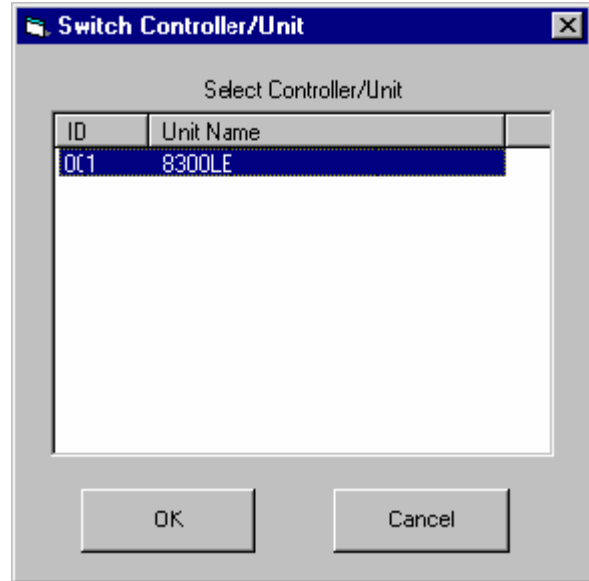 Switch Controller/Unit
Select Controller/Unit
ID Unit Name
001 8300LE
OK Cancel